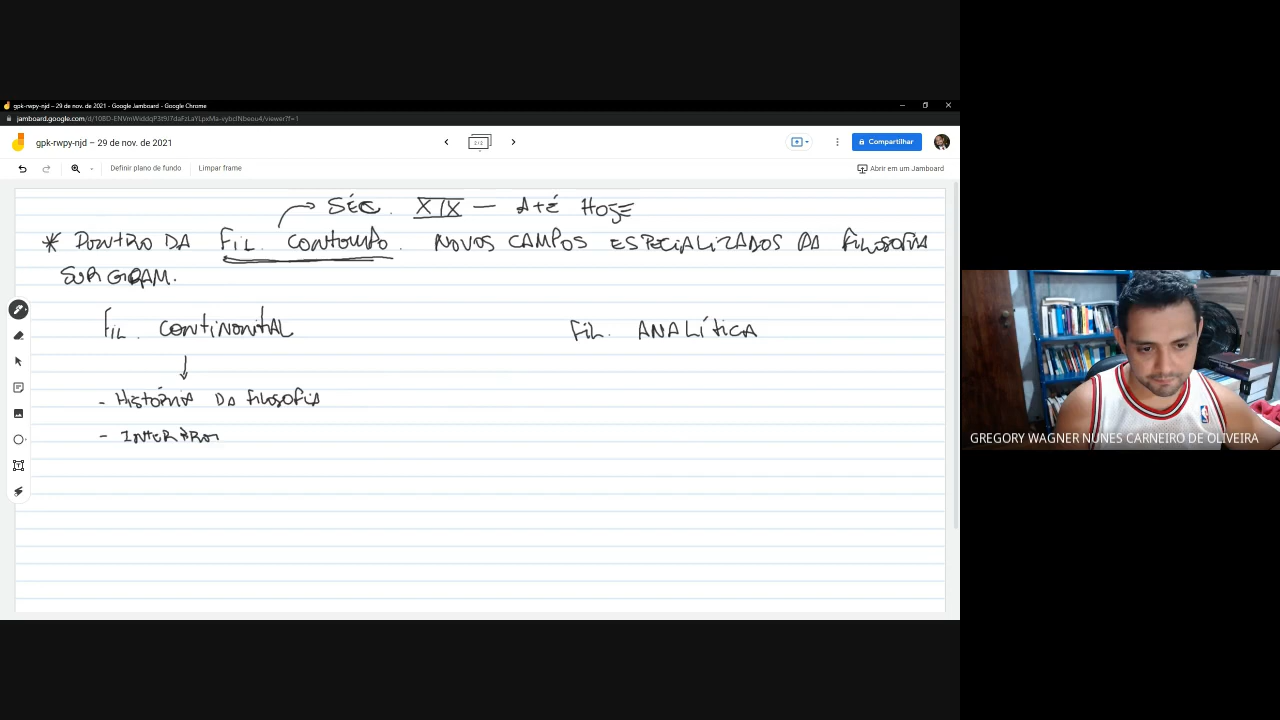 gpk-rwpy-njd – 29 de nov. de 2021 - Google Jamboard - Google Chrome
gpk-rwpy-njd – 29 de nov. de 2021
2/2
Compartilhar
Definir plano de fundo
Limpar frame
Abrir em um Jamboard
SÉC. XIX — ATÉ HOJE
* DENTRO DA FIL. CONTEMPO. NOVOS CAMPOS ESPECIALIZADOS DA FILOSOFIA
SURGIRAM.
FIL. CONTINENTAL
FIL. ANALÍTICA
- HISTÓRIA DA FILOSOFIA
GREGORY WAGNER NUNES CARNEIRO DE OLIVEIRA